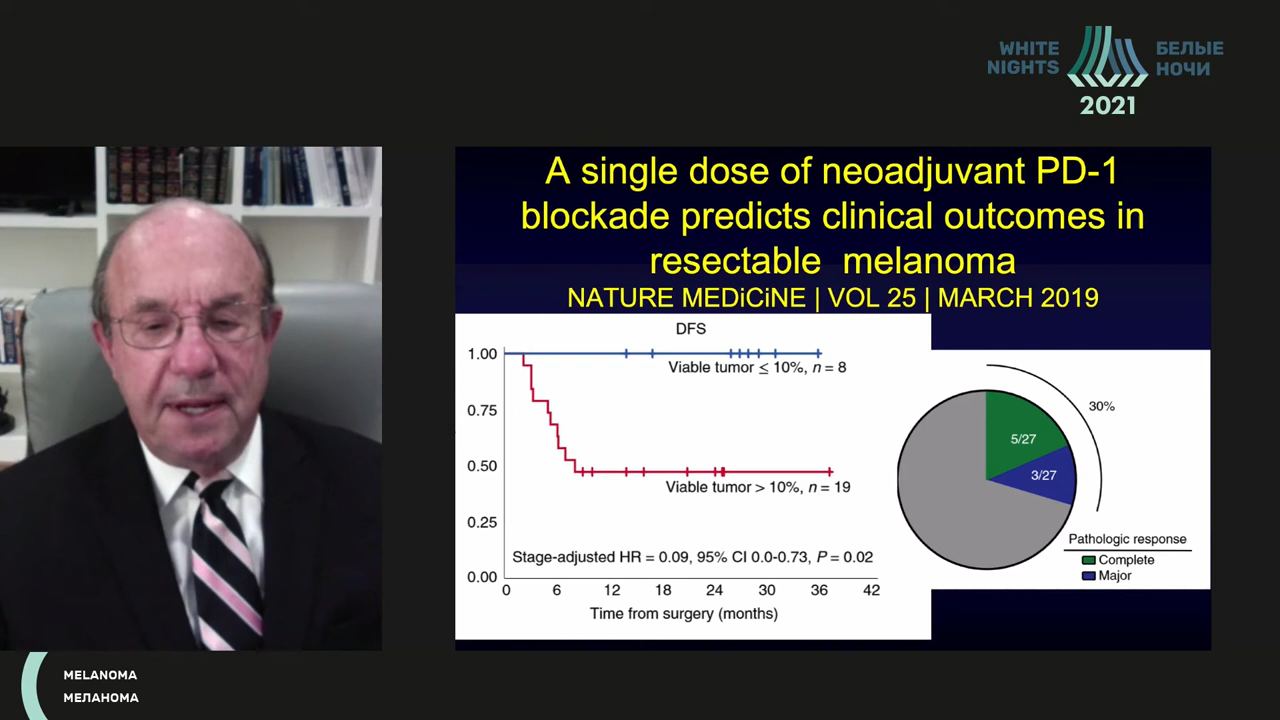 WHITE
NIGHTS
БЕЛЫЕ
НОЧИ
2021
A single dose of neoadjuvant PD-1
blockade predicts clinical outcomes in
resectable melanoma
NATURE MEDiCiNE | VOL 25 | MARCH 2019
DFS
1.00
0.75
0.50
0.25
0.00
Viable tumor ≤ 10%, n = 8
Viable tumor > 10%, n = 19
Stage-adjusted HR = 0.09, 95% CI 0.0-0.73, P = 0.02
0 6 12 18 24 30 36 42
Time from surgery (months)
30%
5/27
3/27
Pathologic response
Complete
Major
MELANOMA
МЕЛАНОМА